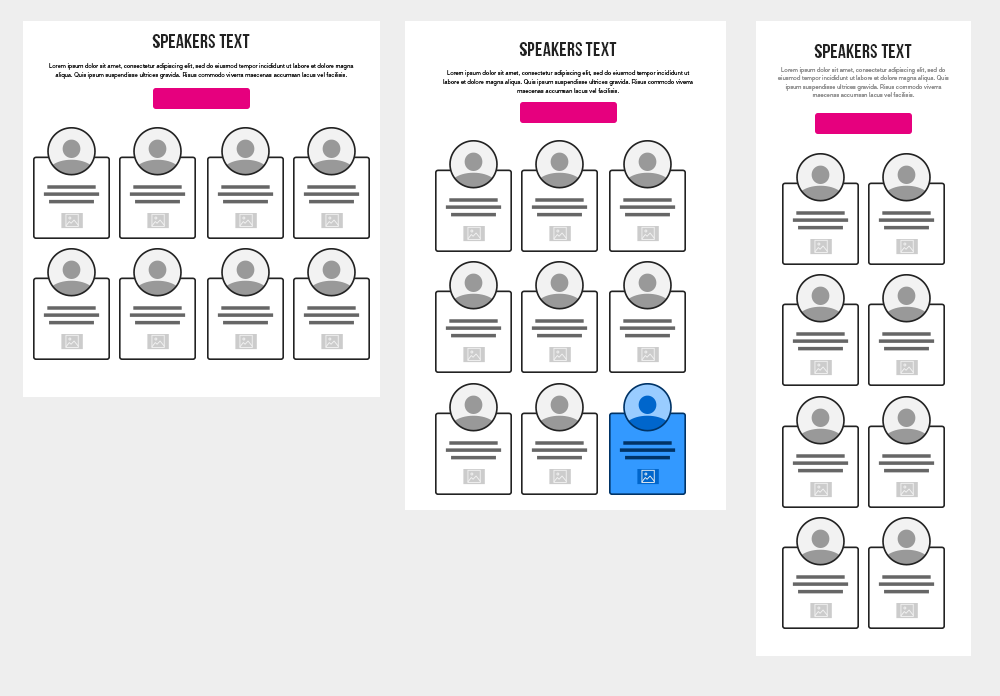 SPEAKERS TEXT
Lorem ipsum dolor sit amet, consectetur adipiscing elit, sed do eiusmod tempor incididunt ut labore et dolore magna
aliqua. Quis ipsum suspendisse ultrices gravida. Risus commodo viverra maecenas accumsan lacus vel facilisis.
SPEAKERS TEXT
Lorem ipsum dolor sit amet, consectetur adipiscing elit, sed do eiusmod tempor incididunt ut
labore et dolore magna aliqua. Quis ipsum suspendisse ultrices gravida. Risus commodo viverra
maecenas accumsan lacus vel facilisis.
SPEAKERS TEXT
Lorem ipsum dolor sit amet, consectetur adipiscing elit, sed do
eiusmod tempor incididunt ut labore et dolore magna aliqua. Quis
ipsum suspendisse ultrices gravida. Risus commodo viverra
maecenas accumsan lacus vel facilisis.